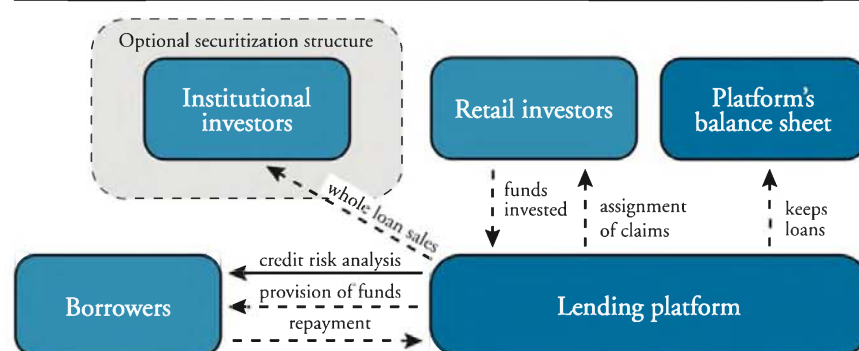 Optional securitization structure
Institutional
investors
Retail investors
Platform's
balance sheet
whole loan sales
funds
invested
assignment
of claims
keeps
loans
credit risk analysis
provision of funds
repayment
Borrowers
Lending platform